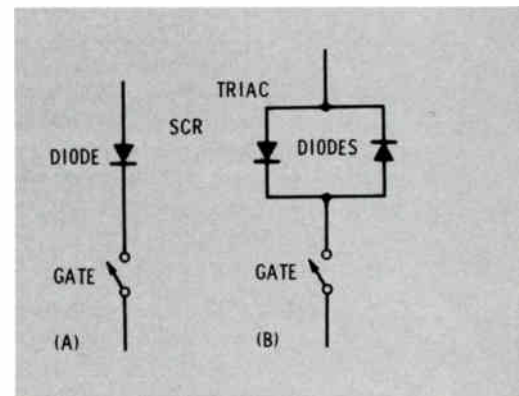 TRIAC
SCR
DIODE
DIODES
GATE
GATE
(A)
(B)